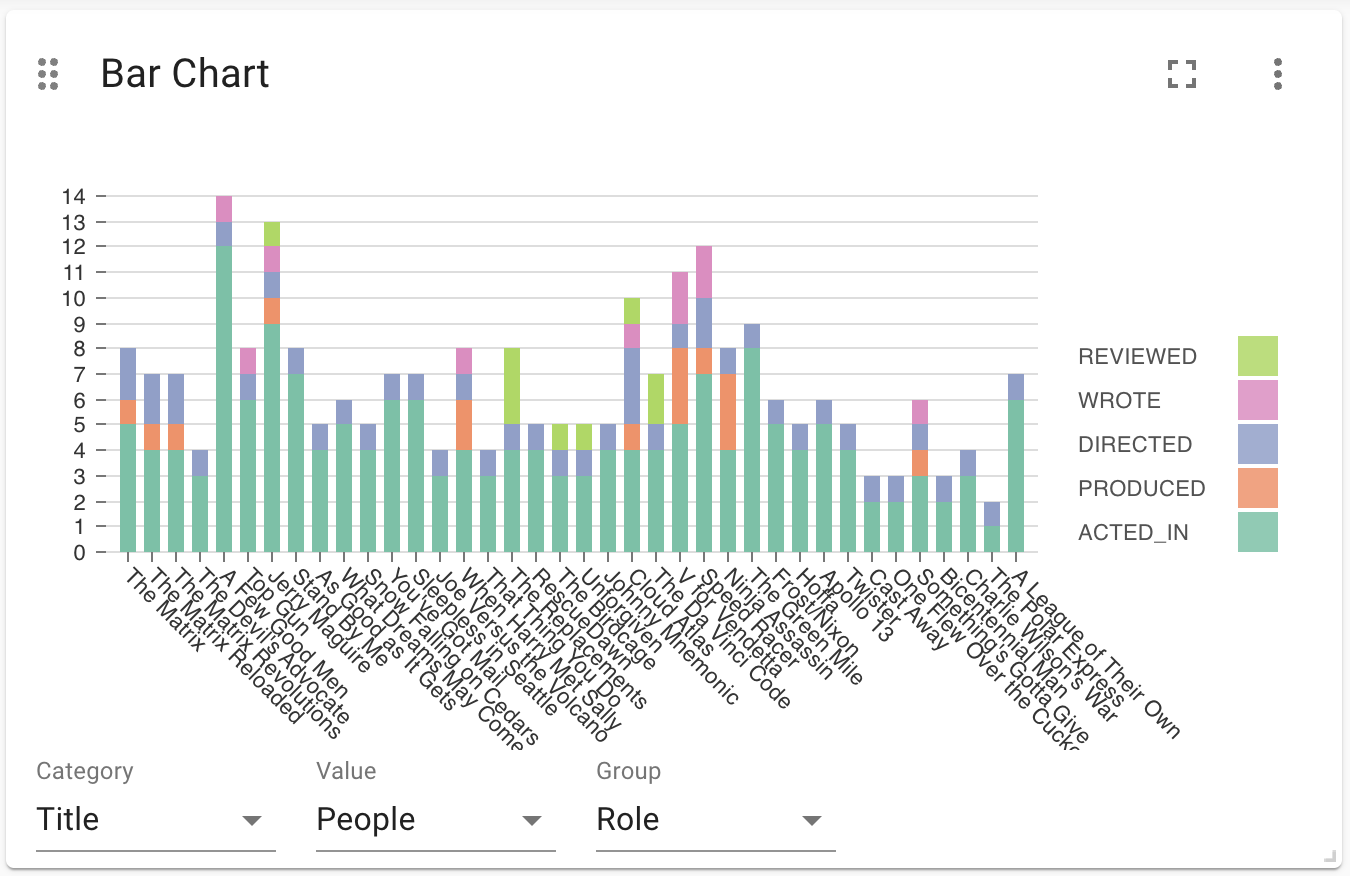 Bar Chart
14
13
12
11
10
9
8
7
6
5
4
3
2
1
0
REVIEWED
WROTE
DIRECTED
PRODUCED
ACTED_IN
The Matrix
The Matrix Reloaded
The Matrix Revolutions
The Devil's Advocate
A Few Good Men
Top Gun
Jerry Maguire
Stand By Me
As Good as It Gets
What Dreams May Come
Snow Falling on Cedars
You've Got Mail
Sleepless in Seattle
Joe Versus the Volcano
When Harry Met Sally
That Thing You Do
The Replacements
RescueDawn
The Birdcage
Unforgiven
Johnny Mnemonic
Cloud Atlas
The Da Vinci Code
V for Vendetta
Speed Racer
Ninja Assassin
The Green Mile
Frost/Nixon
Hoffa
Apollo 13
Twister
Cast Away
One Flew Over the
Something's Gotta Give
Bicentennial Man
Charlie Wilson's War
The Polar Express
A League of Their Own
Category
Value
Group
Title
People
Role